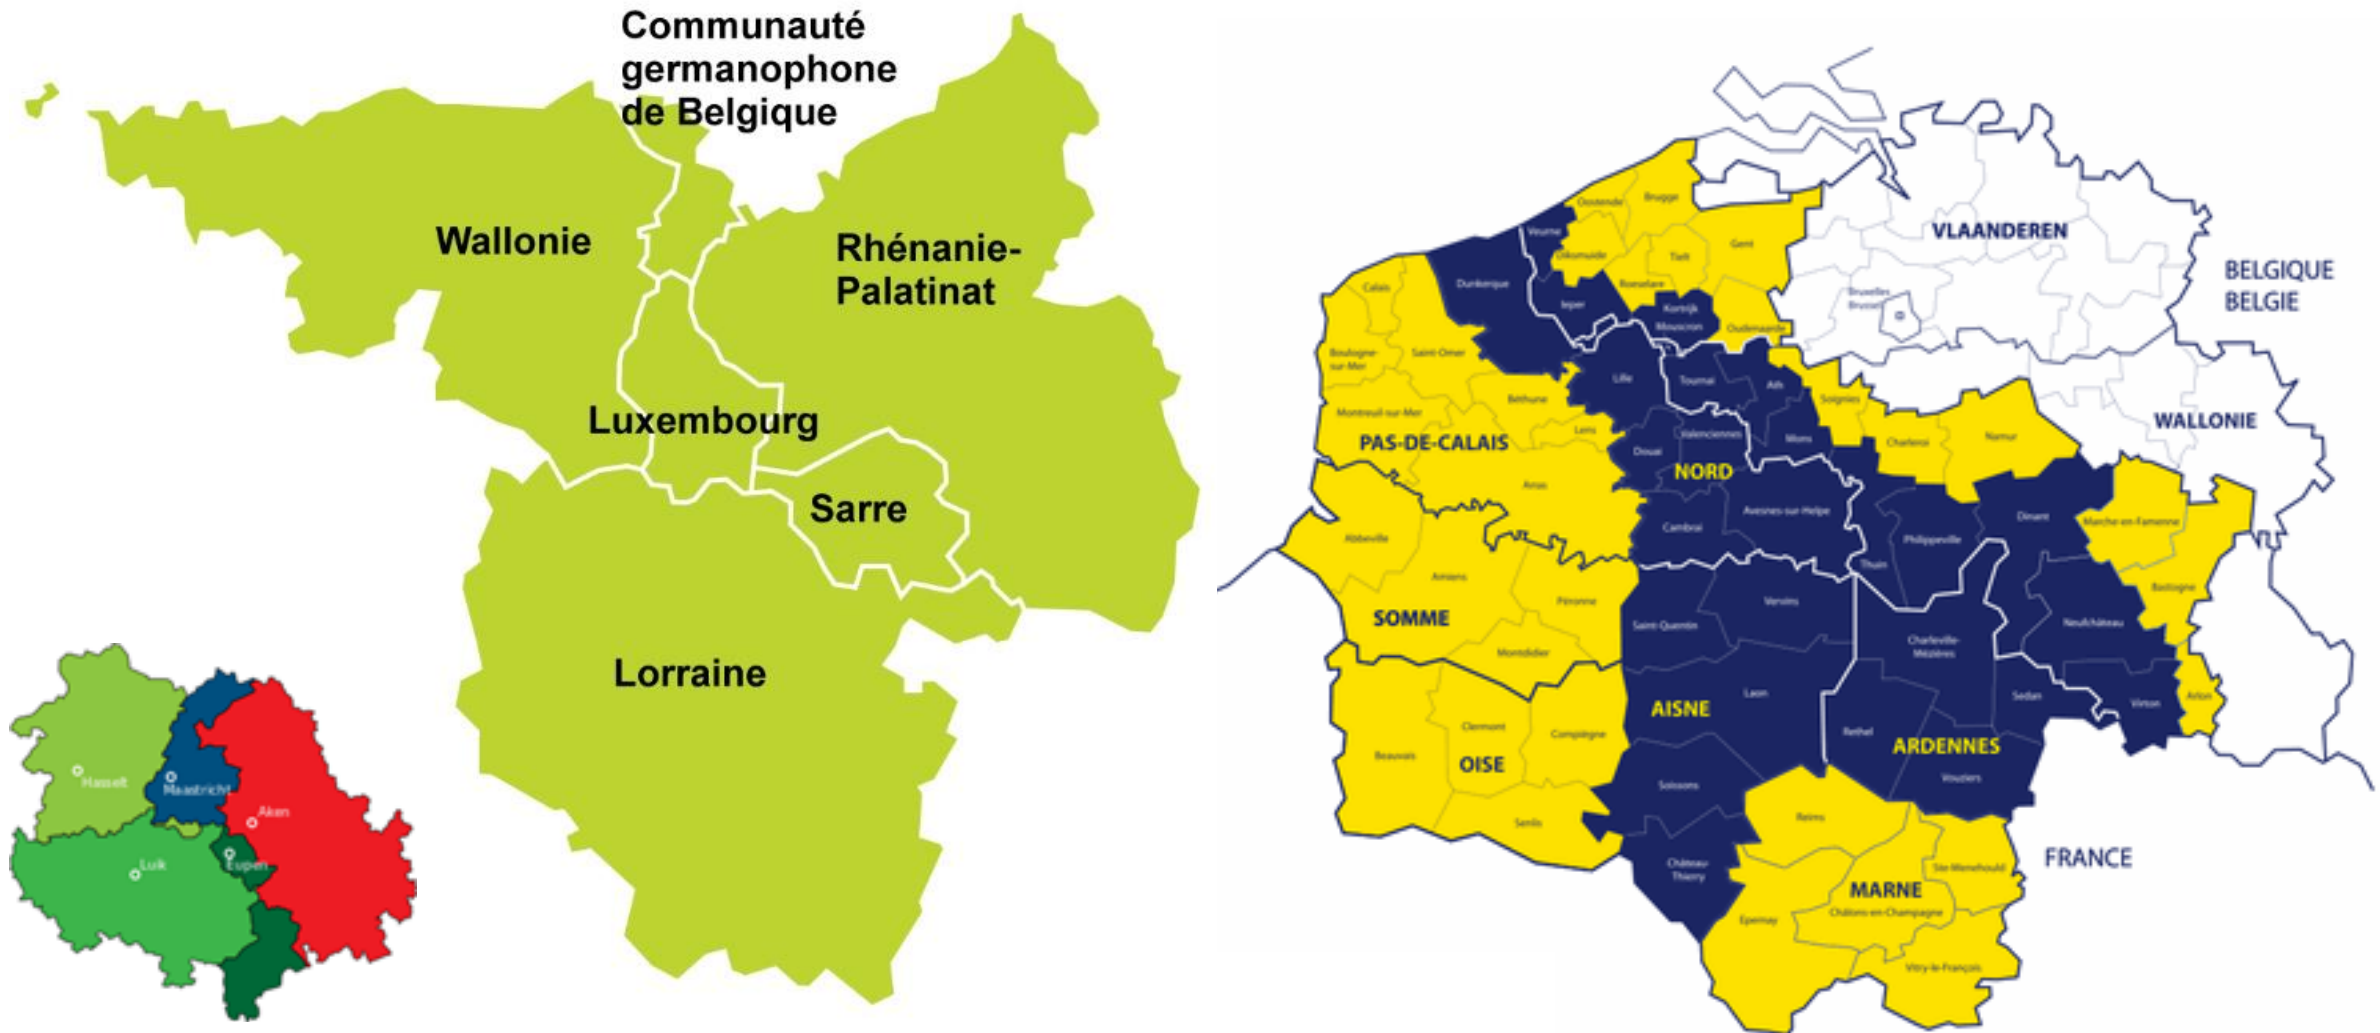 Communauté
germanophone
de Belgique
Wallonie
Rhénanie-
Palatinat
Luxembourg
Sarre
Lorraine
Hasselt
Maastricht
Aken
Luik
Eupen
Oostende
Brugge
Veurne
Diksmuide
Tielt
Gent
VLAANDEREN
BELGIQUE
BELGIE
Dunkerque
Calais
Ieper
Roeselare
Kortrijk
Mouscron
Oudenaarde
Bruxelles
Brussel
Boulogne-
sur-Mer
Saint-Omer
Lille
Tournai
Ath
Soignies
Montreuil-sur-Mer
Béthune
Lens
PAS-DE-CALAIS
Douai
Valenciennes
Mons
Charleroi
Namur
WALLONIE
NORD
Arras
Cambrai
Avesnes-sur-Helpe
Dinant
Marche-en-Famenne
Abbeville
Philippeville
Thuin
Amiens
Péronne
Vervins
Bastogne
SOMME
Saint-Quentin
Neufchâteau
Charleville-
Mézières
Montdidier
Laon
Sedan
Virton
Arlon
AISNE
Clermont
Compiègne
Rethel
ARDENNES
Beauvais
OISE
Soissons
Vouziers
Senlis
Reims
Château-
Thierry
Ste-Menehould
FRANCE
MARNE
Châlons-en-Champagne
Epernay
Vitry-le-François